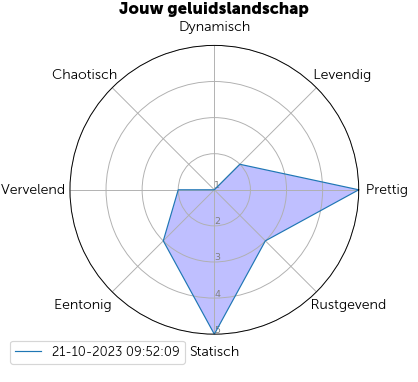 Jouw geluidslandschap
Dynamisch
Chaotisch
Levendig
1
Vervelend
Prettig
2
3
4
Eentonig
Rustgevend
5
21-10-2023 09:52:09
Statisch